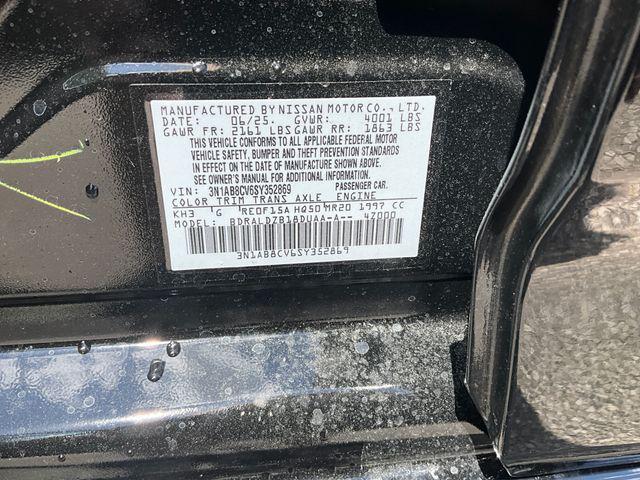 MANUFACTURED BY NISSAN MOTOR CO., LTD.
DATE: 06/25. GVWR: 4001 LBS
GAWR FR: 2161 LBS GAWR RR: 1863 LBS
THIS VEHICLE CONFORMS TO ALL APPLICABLE FEDERAL MOTOR
VEHICLE SAFETY, BUMPER AND THEFT PREVENTION STANDARDS
IN EFFECT ON THE DATE OF MANUFACTURE SHOWN ABOVE.
SEE OWNER'S MANUAL FOR ADDITIONAL INFORMATION.
VIN: 3N1AB8CV6SY352869 PASSENGER CAR.
COLOR TRIM TRANS AXLE ENGINE
KH3 G RE0F15A HQ50 MR20 1997 CC
MODEL: BDRALDZB18DUAA-A-- 4Z000
3N1AB8CV6SY352869